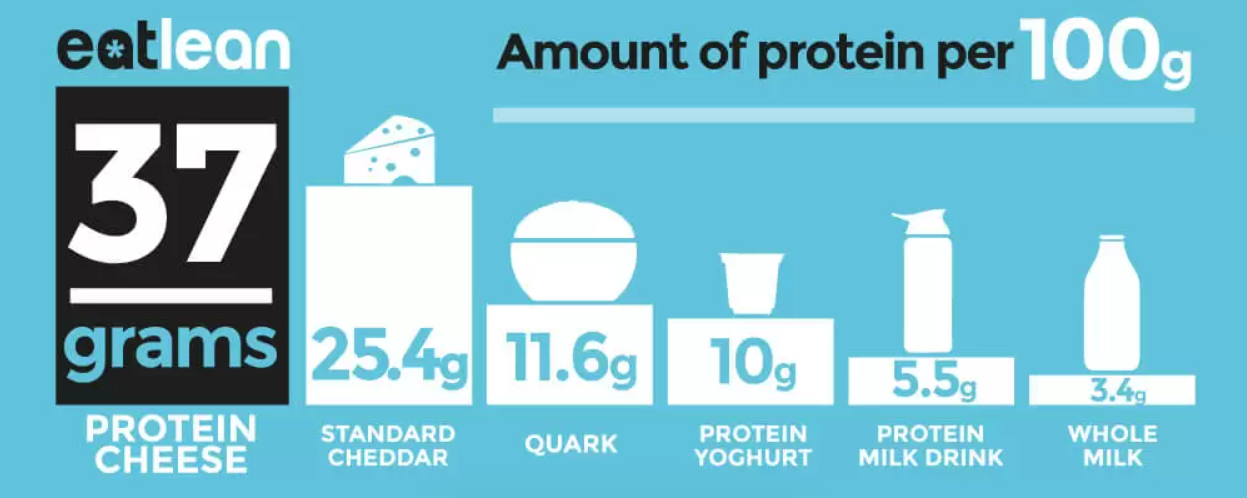 eatlean
Amount of protein per 100g
37
grams
25.4g
11.6g
10g
5.5g
3.4g
PROTEIN
CHEESE
STANDARD
CHEDDAR
QUARK
PROTEIN
YOGHURT
PROTEIN
MILK DRINK
WHOLE
MILK